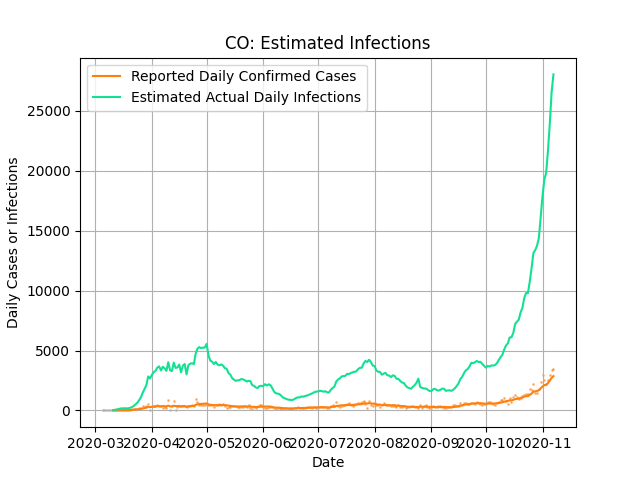 CO: Estimated Infections
Reported Daily Confirmed Cases
Estimated Actual Daily Infections
Daily Cases or Infections
25000
20000
15000
10000
5000
0
2020-03 2020-04 2020-05 2020-06 2020-07 2020-08 2020-09 2020-10 2020-11
Date